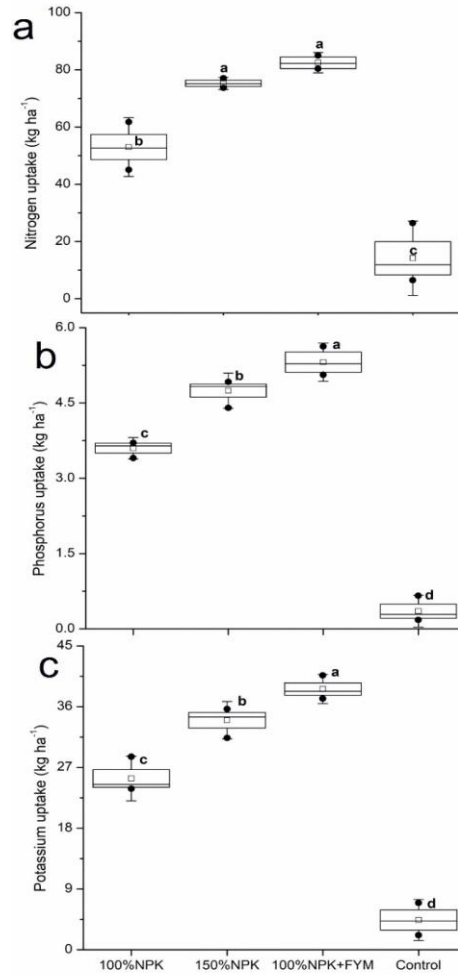 a
Nitrogen uptake (kg ha⁻¹)
100
80
60
40
20
0
b
a
a
c
b
Phosphorus uptake (kg ha⁻¹)
6.0
4.5
3.0
1.5
0.0
c
b
a
d
c
Potassium uptake (kg ha⁻¹)
45
36
27
18
9
0
c
b
a
d
100%NPK 150%NPK 100%NPK+FYM Control